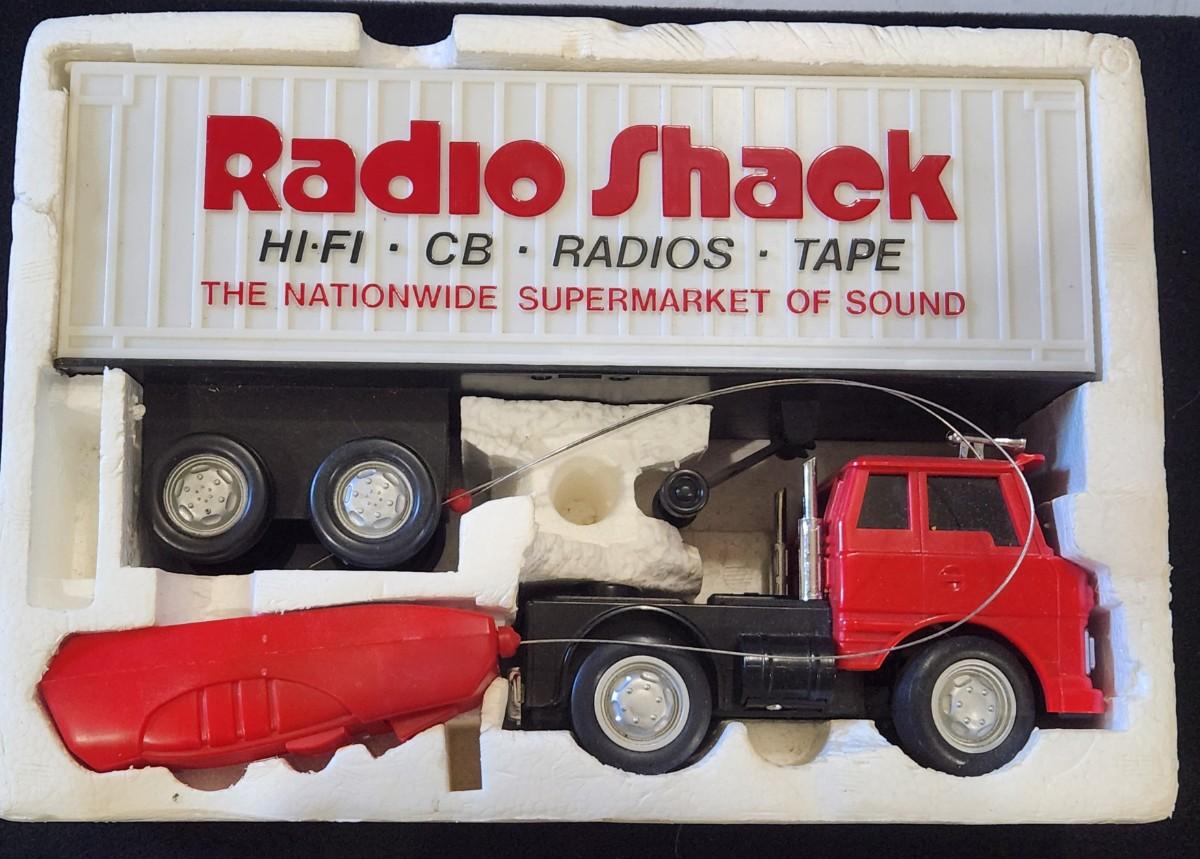 Radio Shack
HI·FI · CB · RADIOS · TAPE
THE NATIONWIDE SUPERMARKET OF SOUND